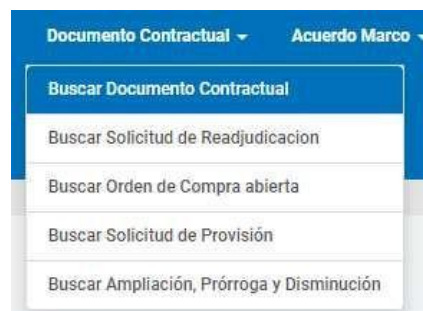 Documento Contractual Acuerdo Marco
Buscar Documento Contractual
Buscar Solicitud de Readjudicacion
Buscar Orden de Compra abierta
Buscar Solicitud de Provisión
Buscar Ampliación, Prórroga y Disminución